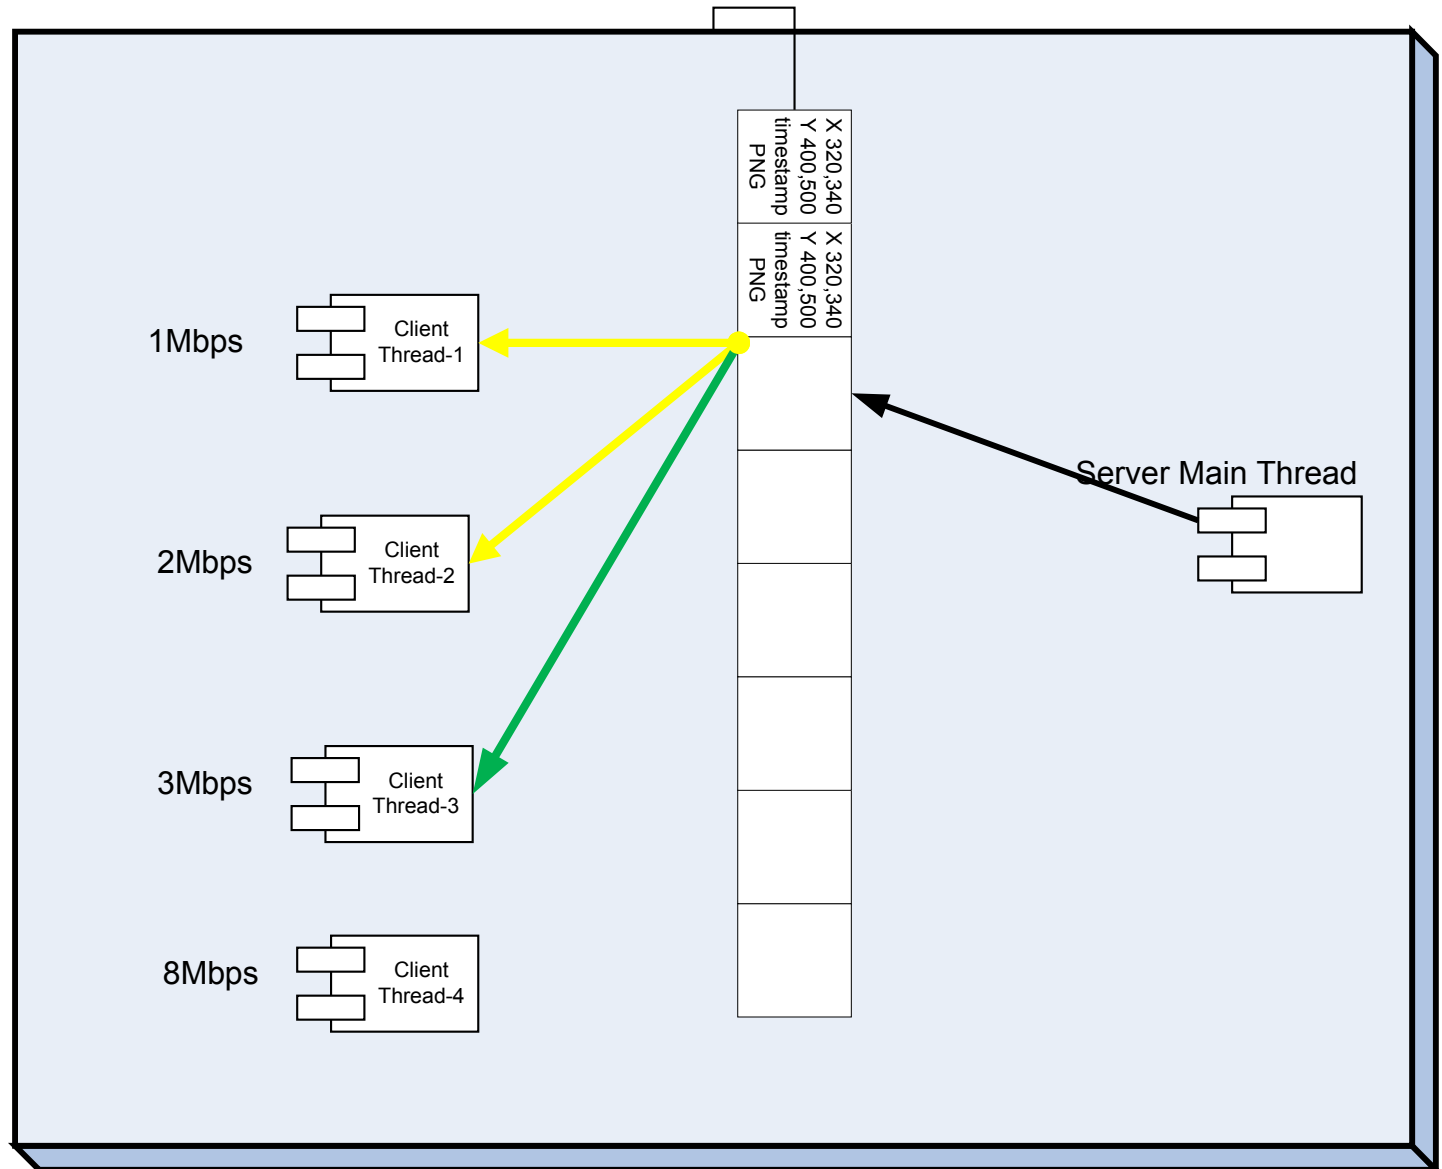 X 320,340
Y 400,500
timestamp
PNG
X 320,340
Y 400,500
timestamp
PNG
1Mbps
Client
Thread-1
Server Main Thread
2Mbps
Client
Thread-2
3Mbps
Client
Thread-3
8Mbps
Client
Thread-4